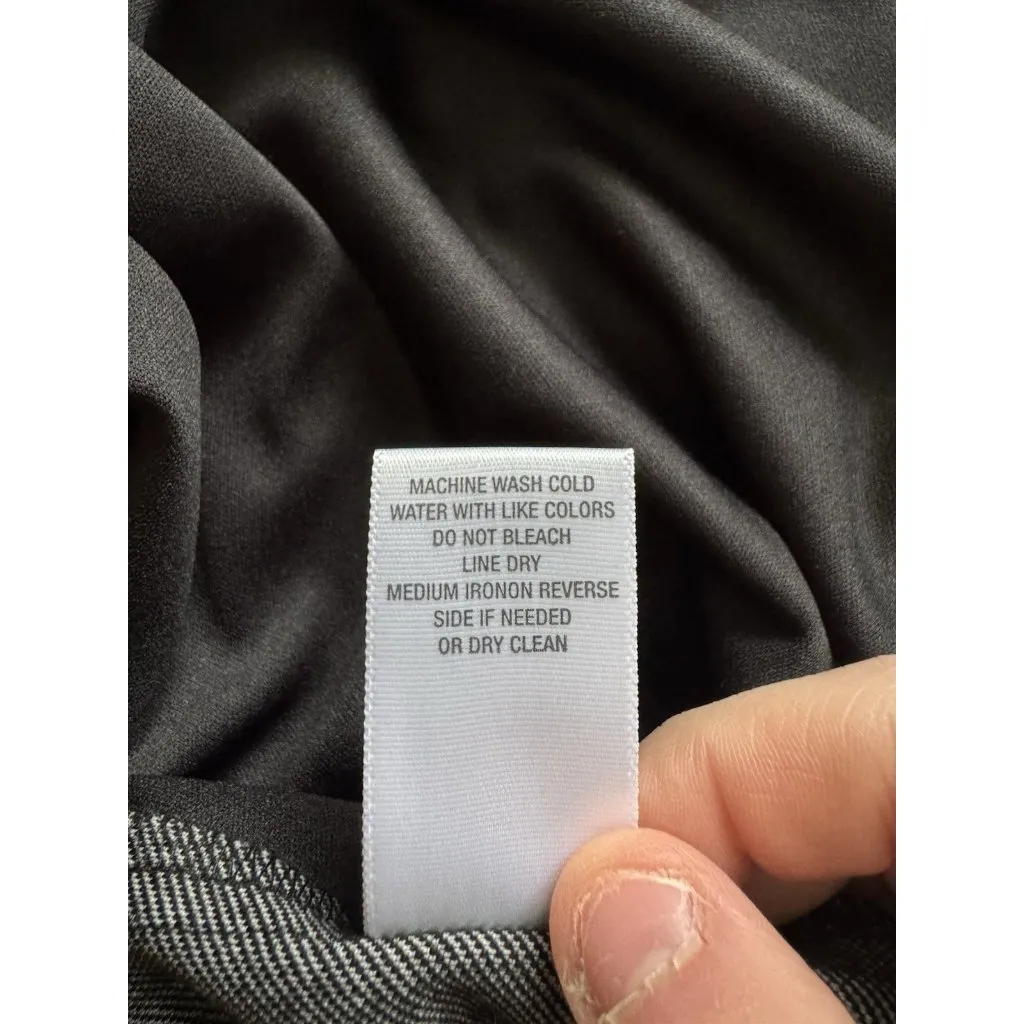 MACHINE WASH COLD
WATER WITH LIKE COLORS
DO NOT BLEACH
LINE DRY
MEDIUM IRONON REVERSE
SIDE IF NEEDED
OR DRY CLEAN